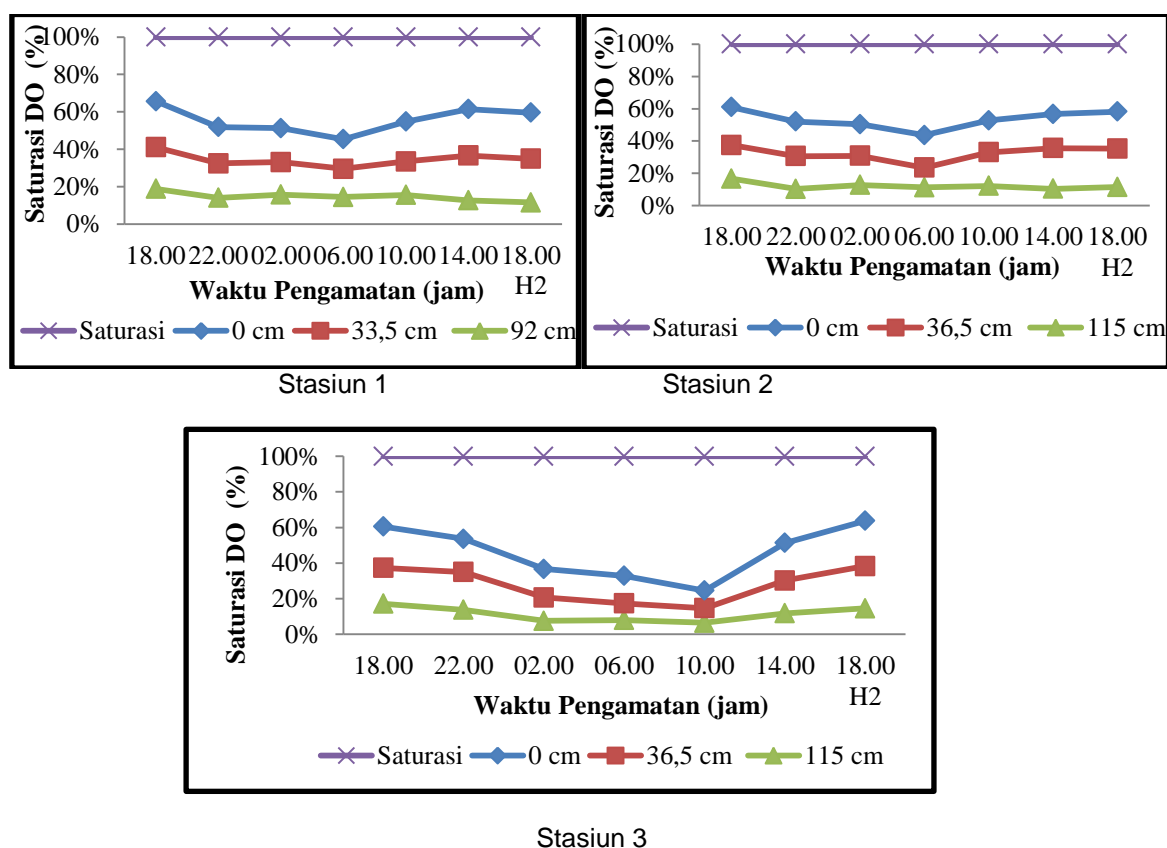 Saturasi DO (%)
100%
80%
60%
40%
20%
0%
18.00 22.00 02.00 06.00 10.00 14.00 18.00
H2
Waktu Pengamatan (jam)
Saturasi 0 cm 33,5 cm 92 cm
Stasiun 1
Saturasi DO (%)
100%
80%
60%
40%
20%
0%
18.00 22.00 02.00 06.00 10.00 14.00 18.00
H2
Waktu Pengamatan (jam)
Saturasi 0 cm 36,5 cm 115 cm
Stasiun 2
Saturasi DO (%)
100%
80%
60%
40%
20%
0%
18.00 22.00 02.00 06.00 10.00 14.00 18.00
H2
Waktu Pengamatan (jam)
Saturasi 0 cm 36,5 cm 115 cm
Stasiun 3